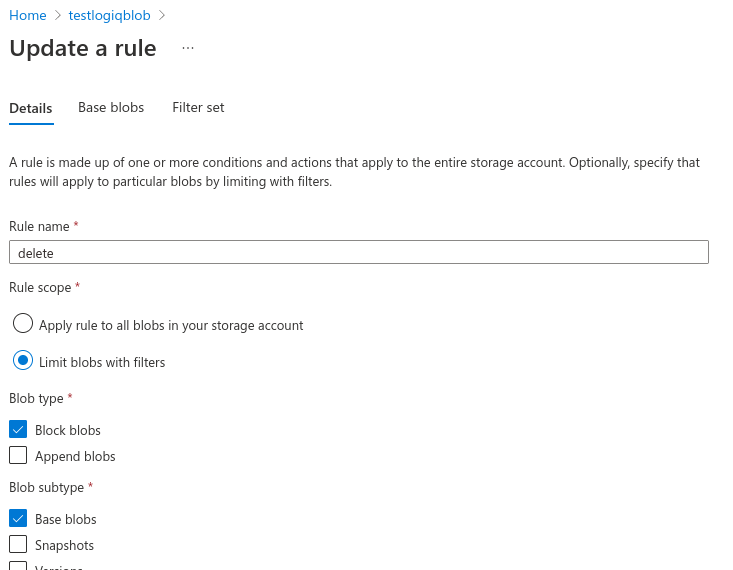 Home > testlogiqblob >
Update a rule ...
Details Base blobs Filter set
A rule is made up of one or more conditions and actions that apply to the entire storage account. Optionally, specify that
rules will apply to particular blobs by limiting with filters.
Rule name *
delete
Rule scope *
Apply rule to all blobs in your storage account
Limit blobs with filters
Blob type *
Block blobs
Append blobs
Blob subtype *
Base blobs
Snapshots
Versions